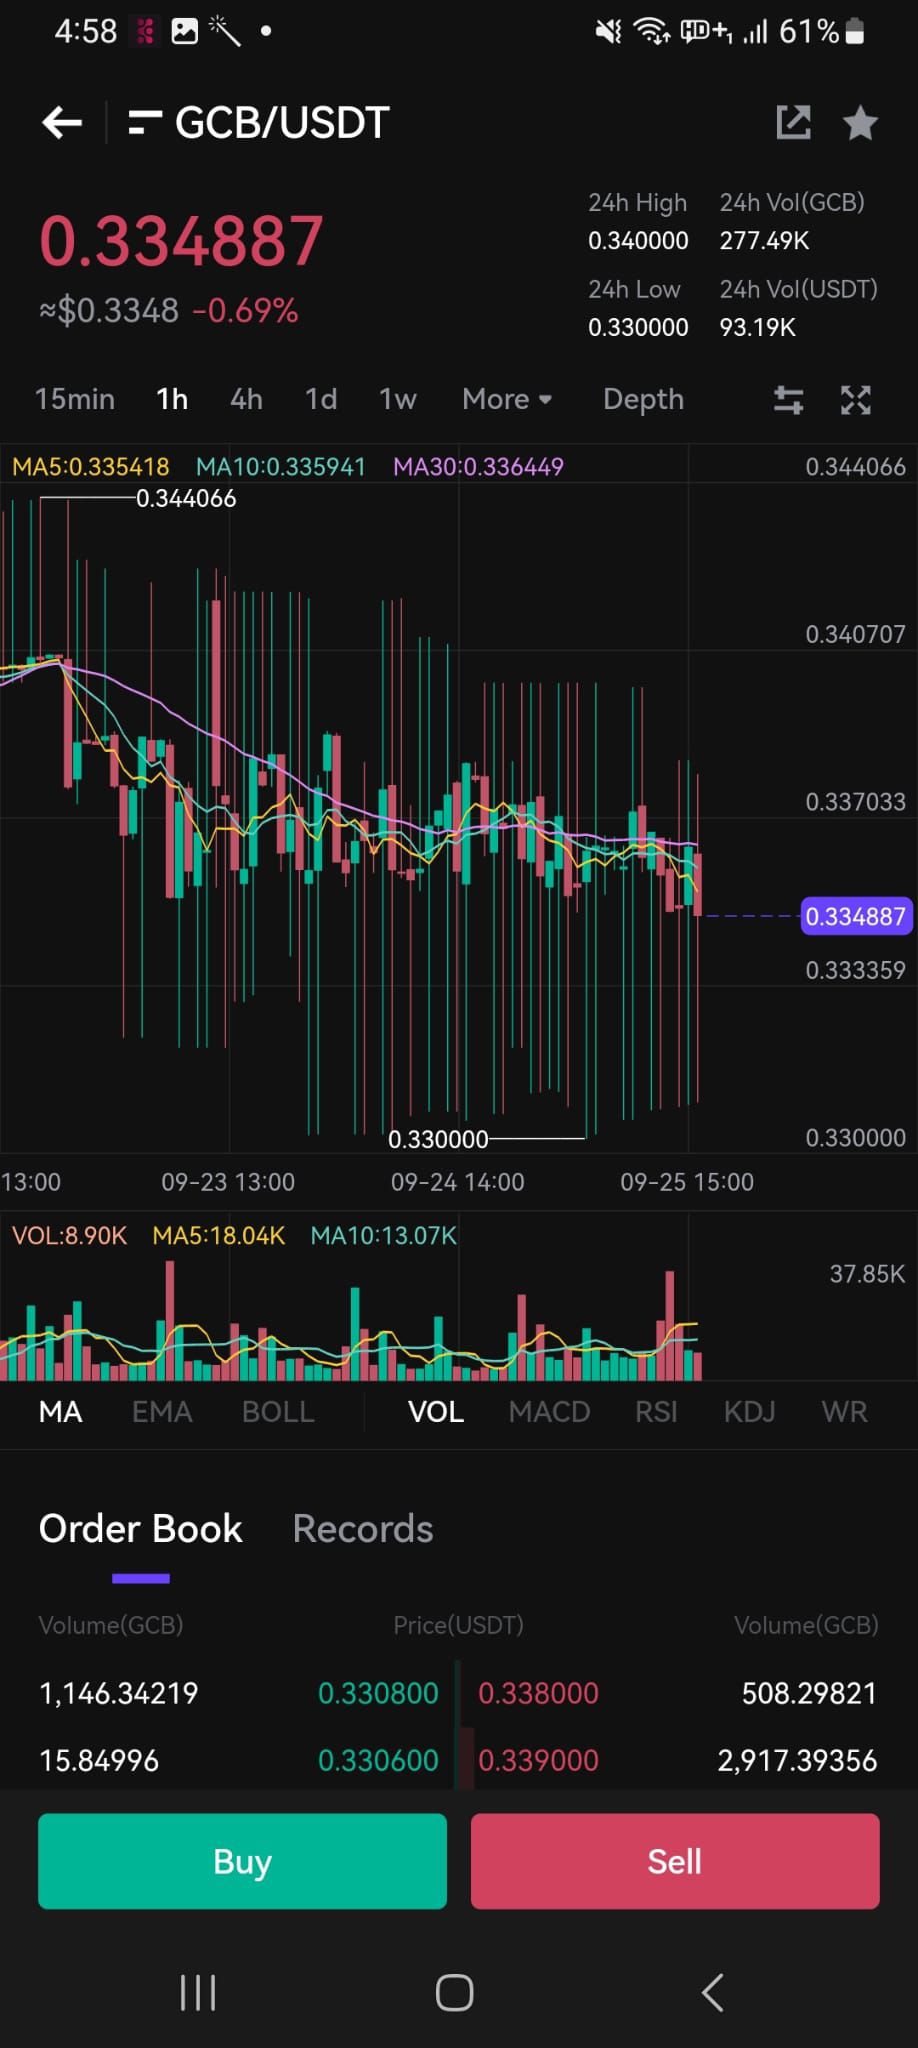 4:58 61%
GCB/USDT
0.334887
≈$0.3348 -0.69%
24h High 24h Vol(GCB)
0.340000 277.49K
24h Low 24h Vol(USDT)
0.330000 93.19K
15min 1h 4h 1d 1w More Depth
MA5:0.335418 MA10:0.335941 MA30:0.336449 0.344066
0.344066
0.340707
0.337033
0.334887
0.333359
0.330000 0.330000
13:00 09-23 13:00 09-24 14:00 09-25 15:00
VOL:8.90K MA5:18.04K MA10:13.07K
37.85K
MA EMA BOLL VOL MACD RSI KDJ WR
Order Book Records
Volume(GCB) Price(USDT) Volume(GCB)
1,146.34219 0.330800 0.338000 508.29821
15.84996 0.330600 0.339000 2,917.39356
Buy Sell